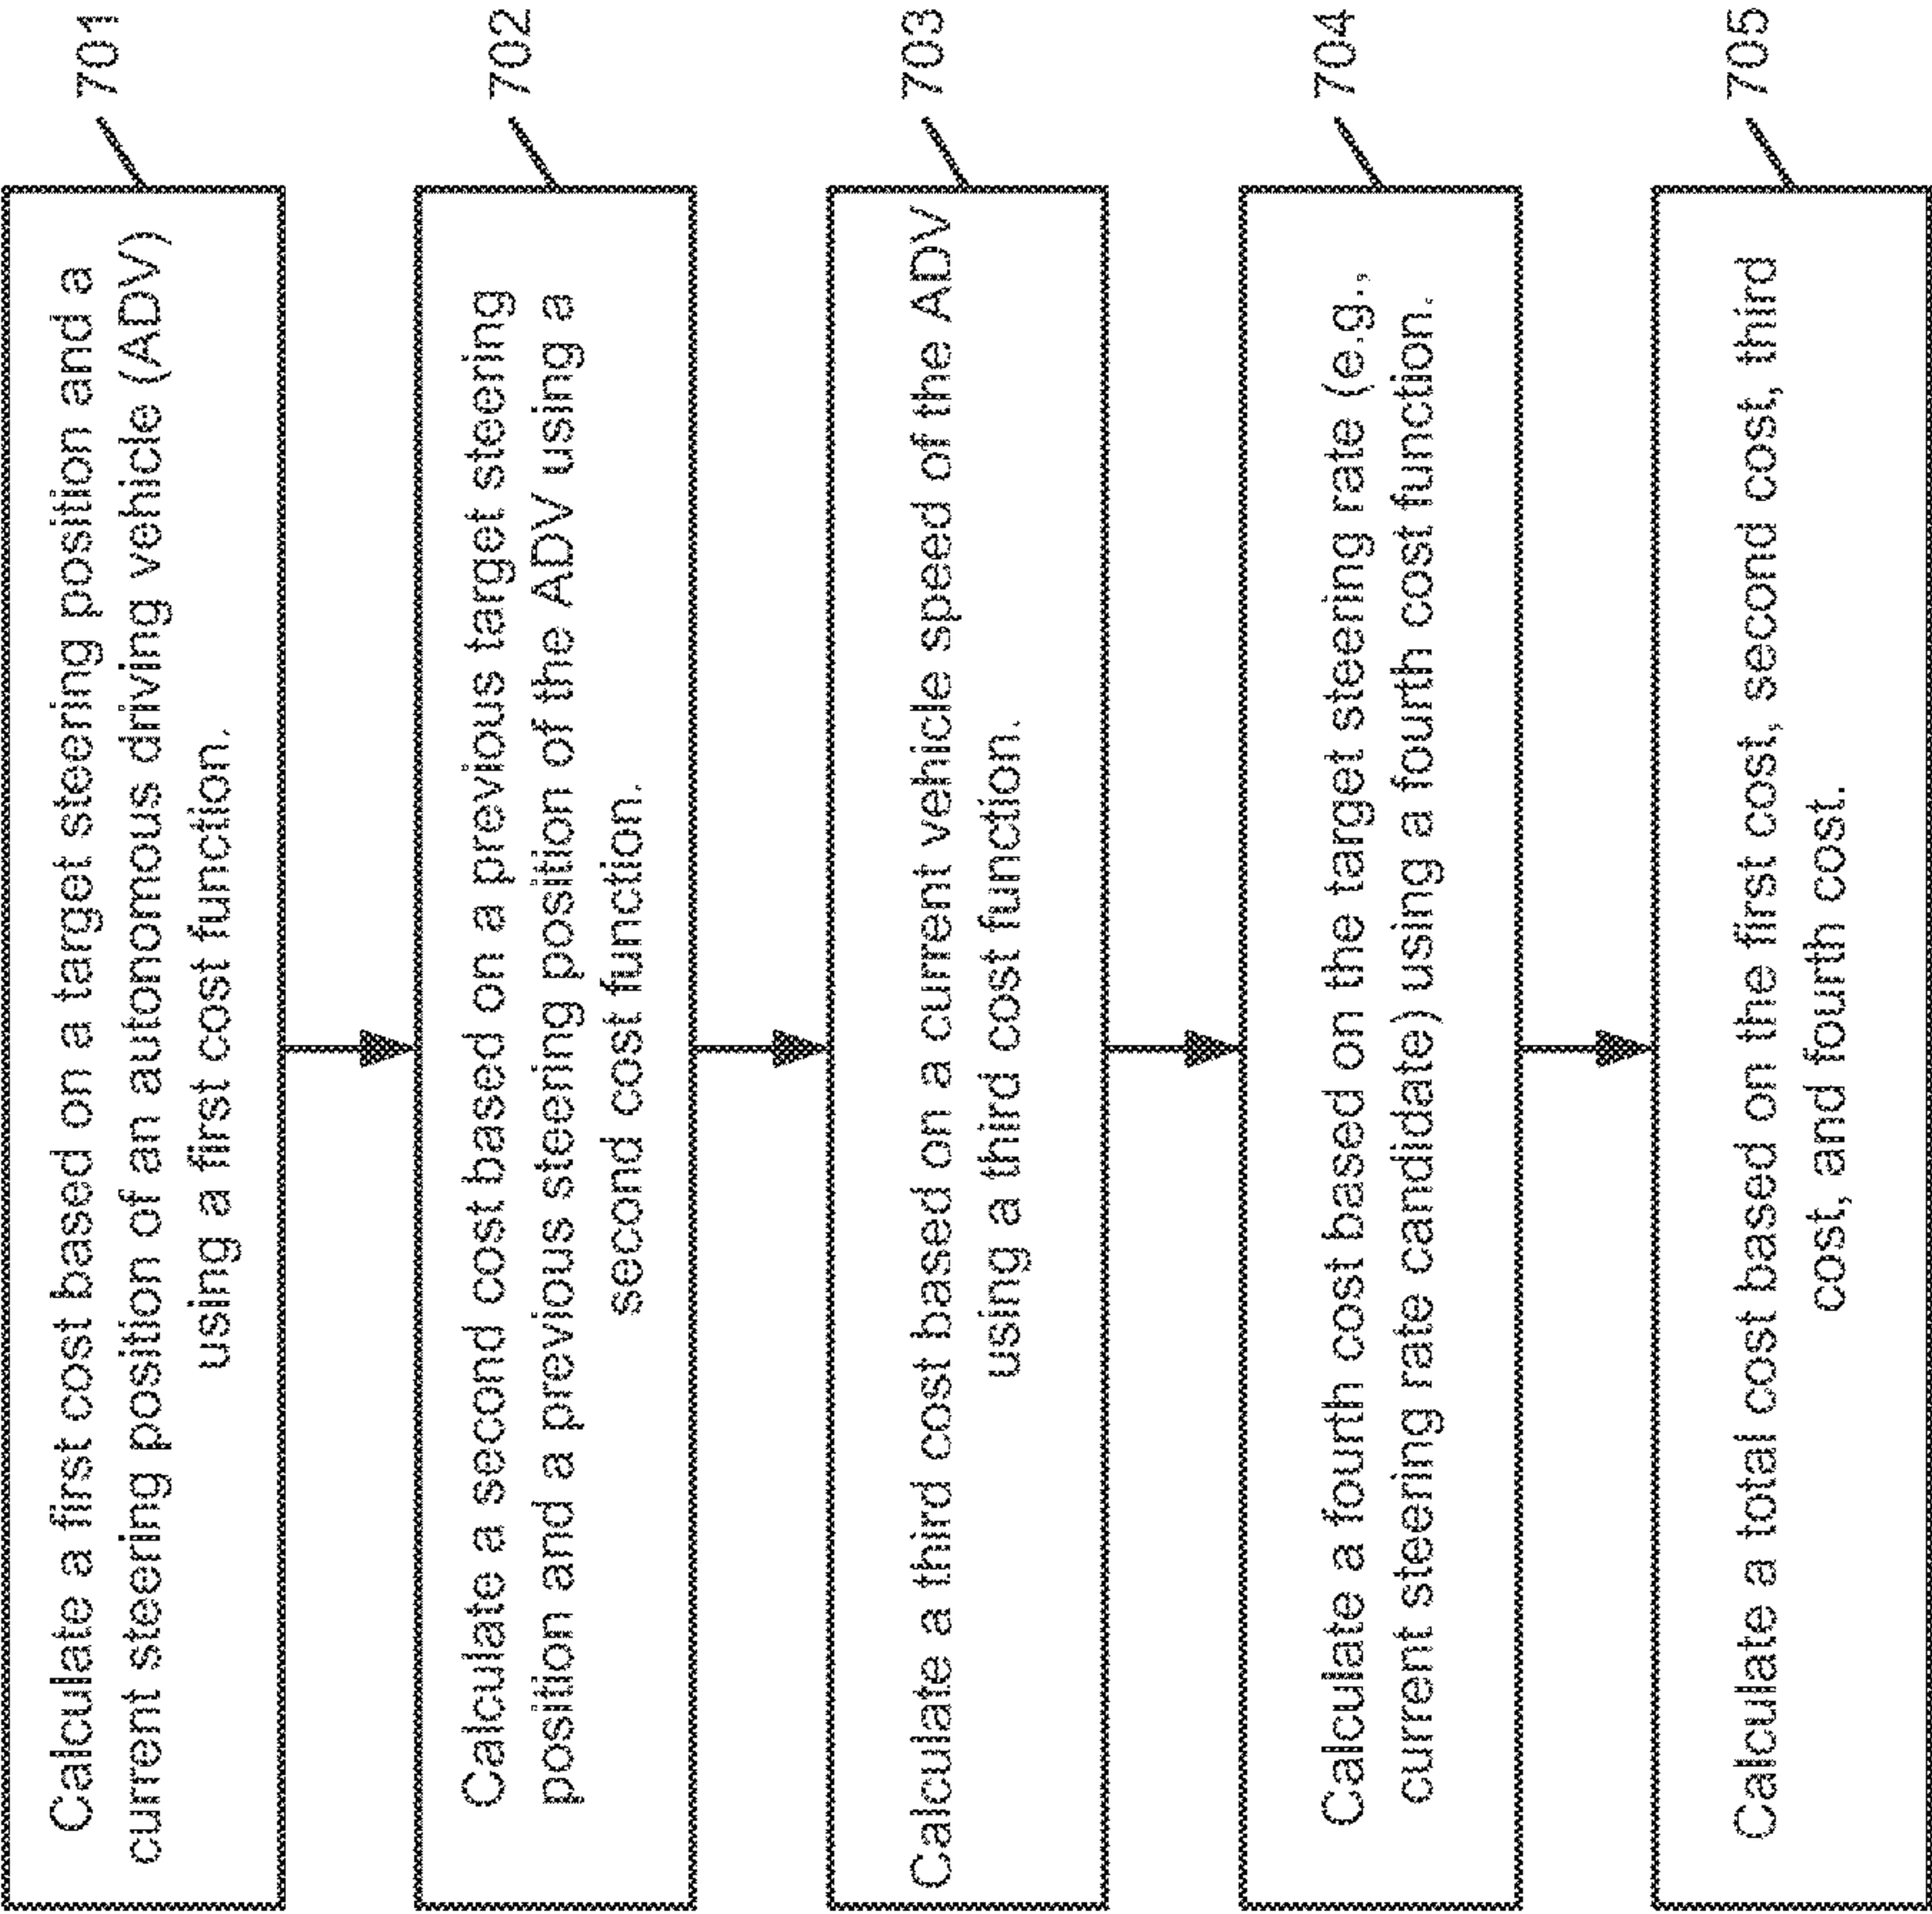 Calculate a first cost based on a target steering position and a
current steering position of an autonomous driving vehicle (ADV)
using a first cost function.
701
Calculate a second cost based on a previous target steering
position and a previous steering position of the ADV using a
second cost function.
702
Calculate a third cost based on a current vehicle speed of the ADV
using a third cost function.
703
Calculate a fourth cost based on the target steering rate (e.g.,
current steering rate candidate) using a fourth cost function.
704
Calculate a total cost based on the first cost, second cost, third
cost, and fourth cost.
705